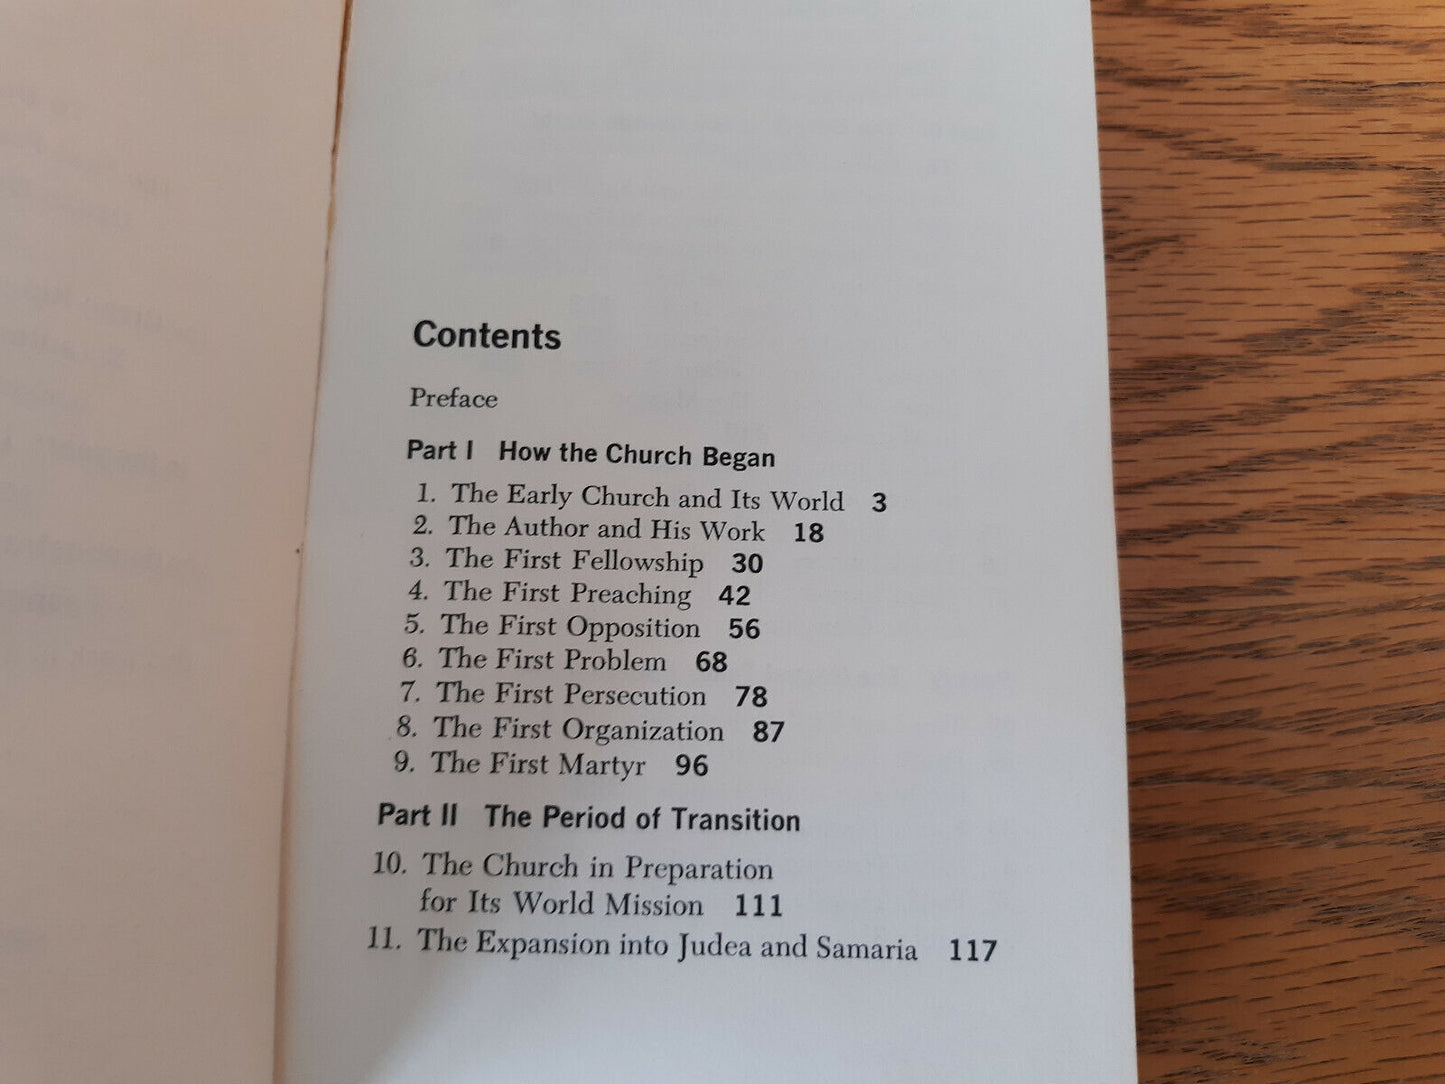 Contents
Preface
Part I How the Church Began
1. The Early Church and Its World 3
2. The Author and His Work 18
3. The First Fellowship 30
4. The First Preaching 42
5. The First Opposition 56
6. The First Problem 68
7. The First Persecution 78
8. The First Organization 87
9. The First Martyr 96
Part II The Period of Transition
10. The Church in Preparation
for Its World Mission 111
11. The Expansion into Judea and Samaria 117